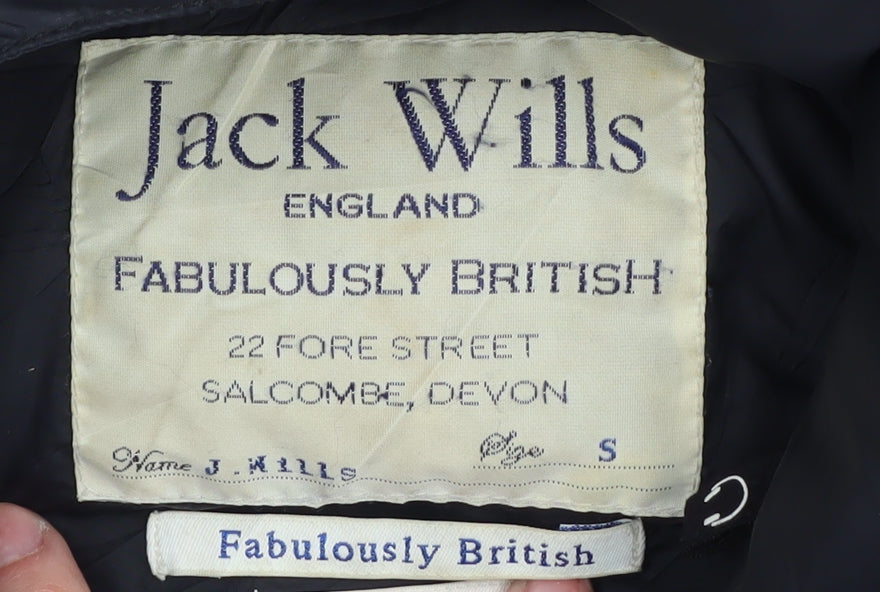 Jack Wills
ENGLAND
FABULOUSLY BRITISH
22 FORE STREET
SALCOMBE, DEVON
Name J. Wills Size S
Fabulously British